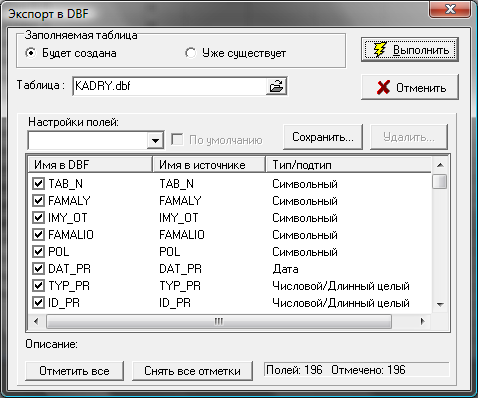 Экспорт в DBF
Заполняемая таблица
Будет создана
Уже существует
Выполнить
Таблица :
KADRY.dbf
Отменить
Настройки полей:
По умолчанию
Сохранить...
Удалить...
Имя в DBF Имя в источнике Тип/подтип
TAB_N TAB_N Символьный
FAMALY FAMALY Символьный
IMY_OT IMY_OT Символьный
FAMALIO FAMALIO Символьный
POL POL Символьный
DAT_PR DAT_PR Дата
TYP_PR TYP_PR Числовой/Длинный целый
ID_PR ID_PR Числовой/Длинный целый
Описание:
Отметить все
Снять все отметки
Полей: 196 Отмечено: 196